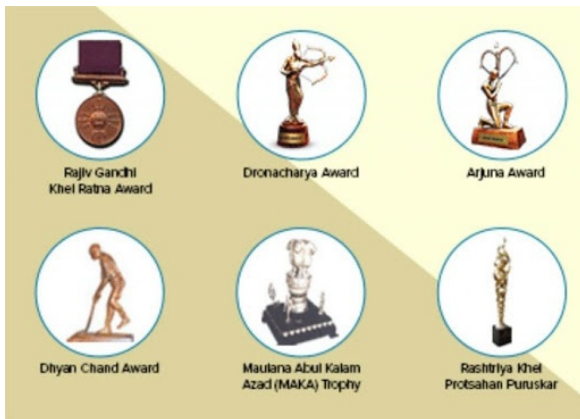 Rajiv Gandhi
Khel Ratna Award
Dronacharya Award
Arjuna Award
Dhyan Chand Award
Maulana Abul Kalam
Azad (MAKA) Trophy
Rashtriya Khel
Protsahan Puruskar